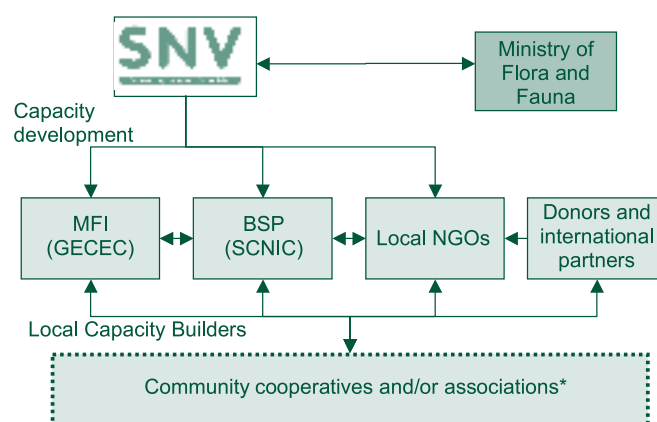 SNV
Ministry of
Flora and
Fauna
Capacity
development
MFI
(GECEC)
BSP
(SCNIC)
Local NGOs
Donors and
international
partners
Local Capacity Builders
Community cooperatives and/or associations*